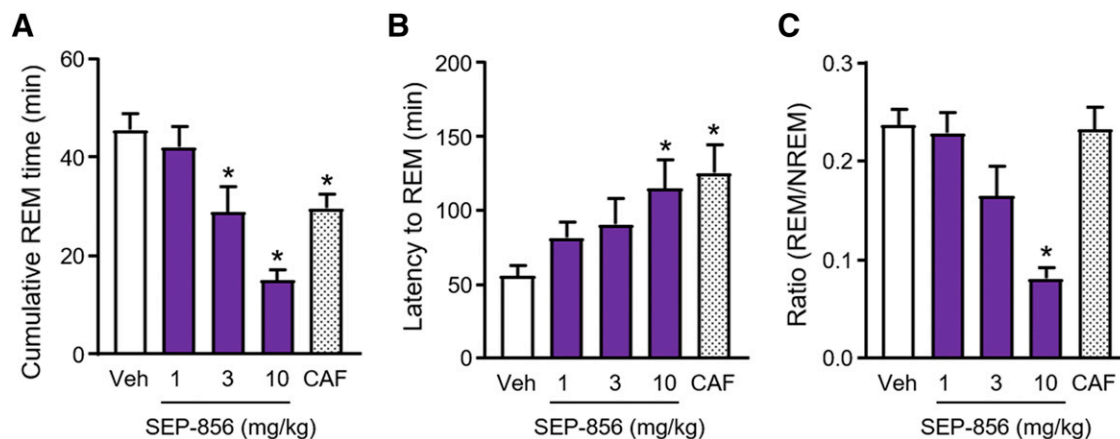 A
Cumulative REM time (min)
60
40
20
0
*
*
*
Veh 1 3 10 CAF
SEP-856 (mg/kg)
B
Latency to REM (min)
200
150
100
50
0
*
*
Veh 1 3 10 CAF
SEP-856 (mg/kg)
C
Ratio (REM/NREM)
0.3
0.2
0.1
0.0
*
Veh 1 3 10 CAF
SEP-856 (mg/kg)